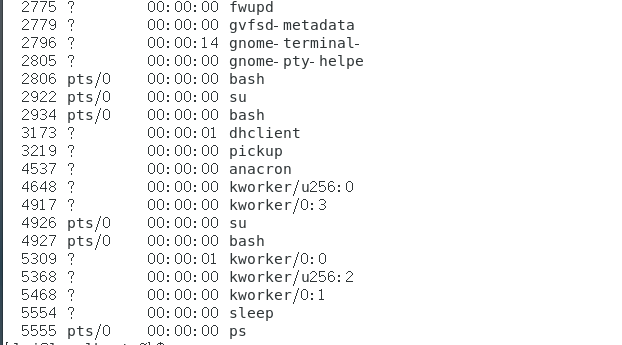 2775 ? 00:00:00 fwupd
2779 ? 00:00:00 gvfsd-metadata
2796 ? 00:00:14 gnome-terminal-
2805 ? 00:00:00 gnome-pty-helpe
2806 pts/0 00:00:00 bash
2922 pts/0 00:00:00 su
2934 pts/0 00:00:00 bash
3173 ? 00:00:01 dhclient
3219 ? 00:00:00 pickup
4537 ? 00:00:00 anacron
4648 ? 00:00:00 kworker/u256:0
4917 ? 00:00:00 kworker/0:3
4926 pts/0 00:00:00 su
4927 pts/0 00:00:00 bash
5309 ? 00:00:01 kworker/0:0
5368 ? 00:00:00 kworker/u256:2
5468 ? 00:00:00 kworker/0:1
5554 ? 00:00:00 sleep
5555 pts/0 00:00:00 ps